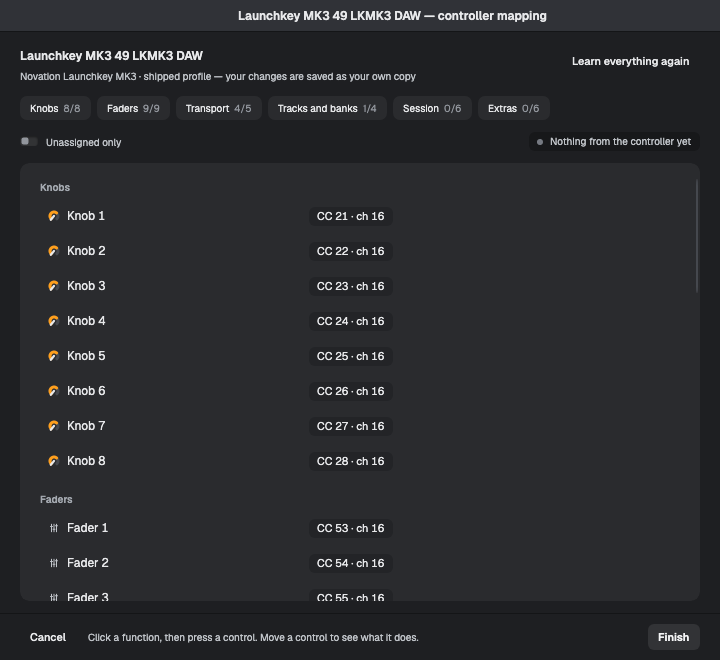 Launchkey MK3 49 LKMK3 DAW — controller mapping
Launchkey MK3 49 LKMK3 DAW
Novation Launchkey MK3 · shipped profile — your changes are saved as your own copy
Learn everything again
Knobs 8/8 Faders 9/9 Transport 4/5 Tracks and banks 1/4 Session 0/6 Extras 0/6
Unassigned only
Nothing from the controller yet
Knobs
Knob 1 CC 21 · ch 16
Knob 2 CC 22 · ch 16
Knob 3 CC 23 · ch 16
Knob 4 CC 24 · ch 16
Knob 5 CC 25 · ch 16
Knob 6 CC 26 · ch 16
Knob 7 CC 27 · ch 16
Knob 8 CC 28 · ch 16
Faders
Fader 1 CC 53 · ch 16
Fader 2 CC 54 · ch 16
Fader 3 CC 55 · ch 16
Cancel Click a function, then press a control. Move a control to see what it does. Finish